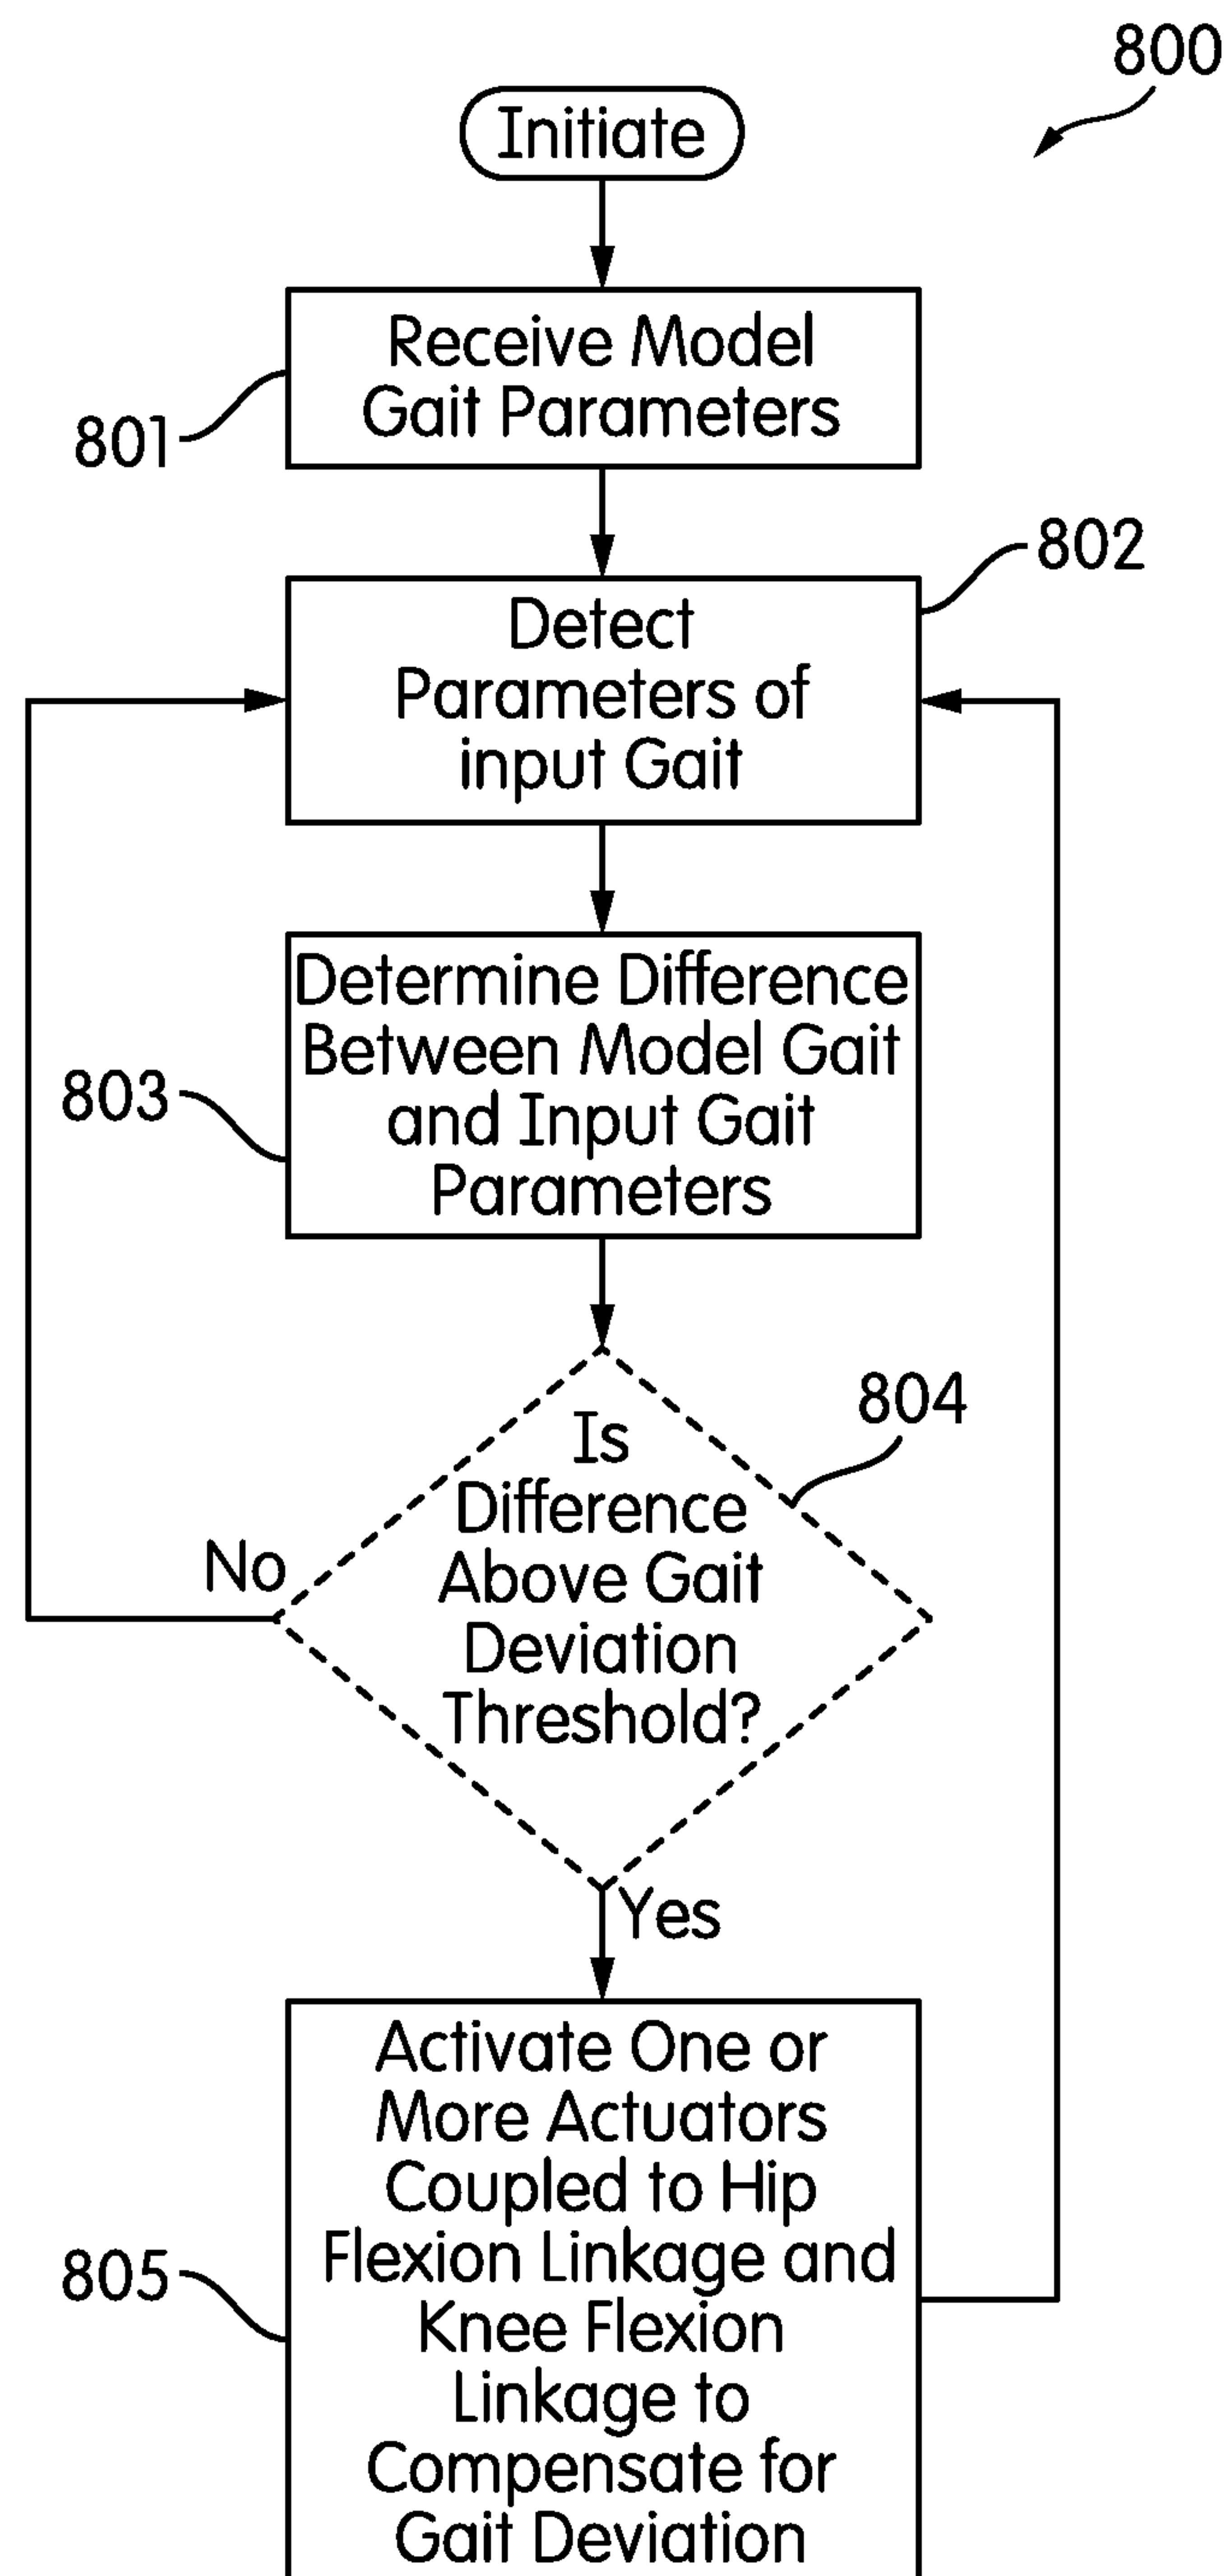 800
Initiate
Receive Model
Gait Parameters
801
802
Detect
Parameters of
input Gait
Determine Difference
Between Model Gait
and Input Gait
Parameters
803
804
Is
Difference
Above Gait
Deviation
Threshold?
No
Yes
Activate One or
More Actuators
Coupled to Hip
Flexion Linkage and
Knee Flexion
Linkage to
Compensate for
Gait Deviation
805